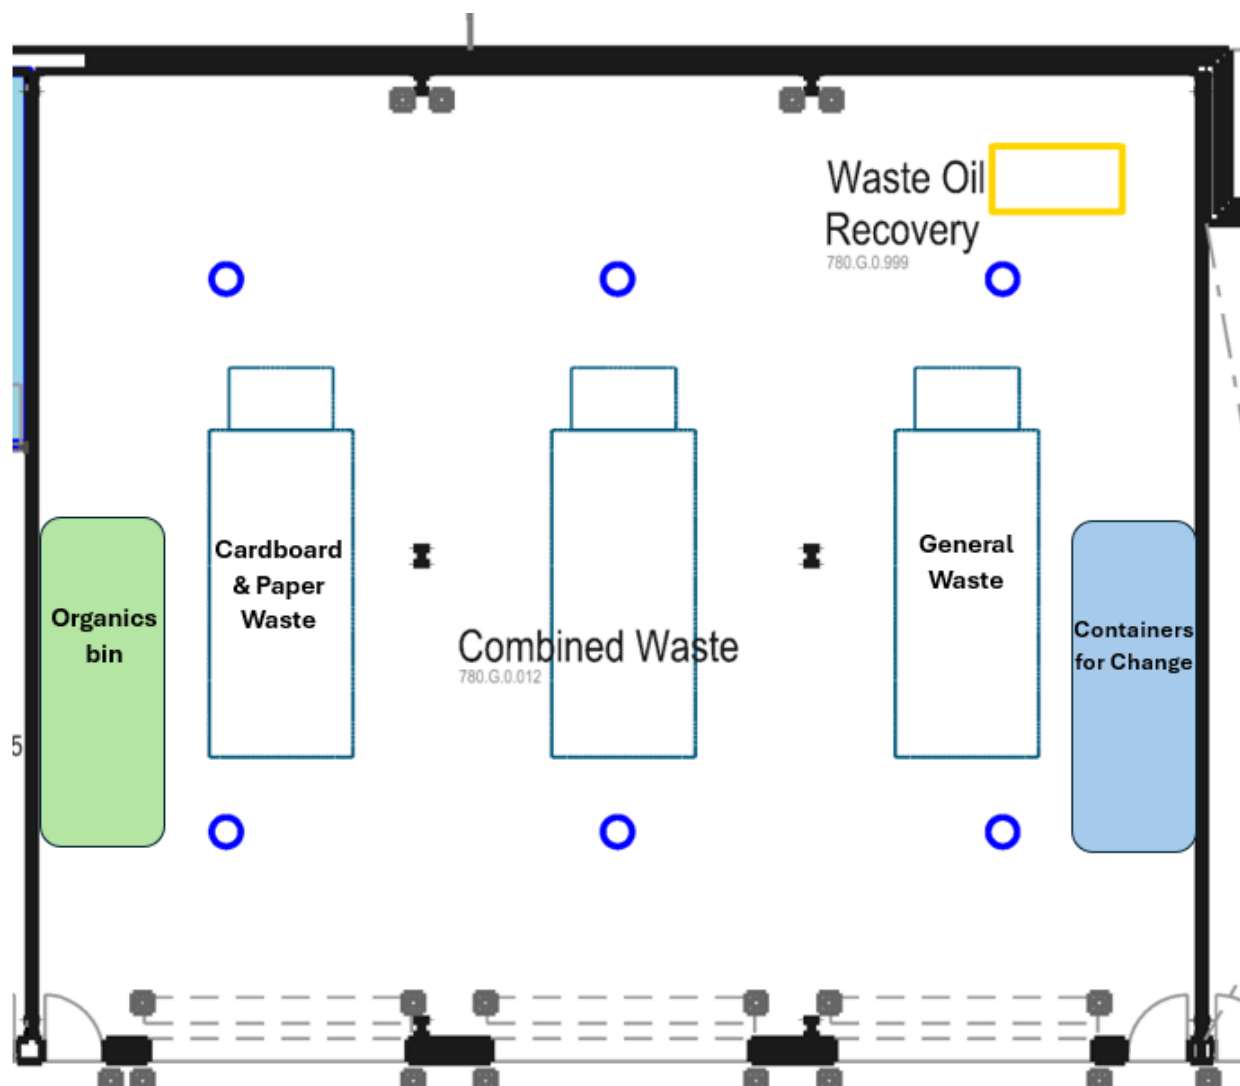 Waste Oil
Recovery
780.G.0.999
Cardboard
& Paper
Waste
General
Waste
Organics
bin
Combined Waste
780.G.0.012
Containers
for Change
5